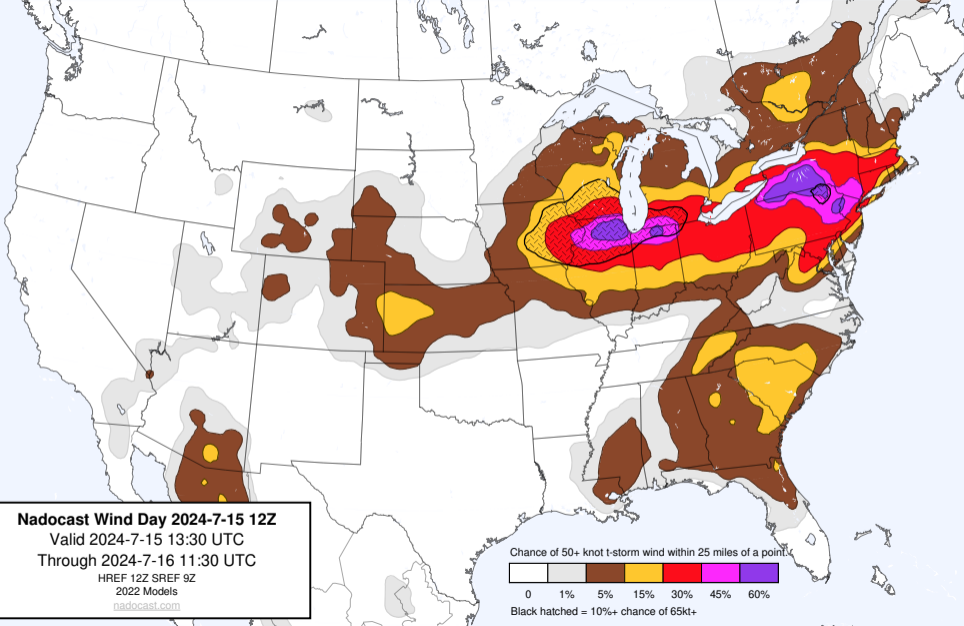 Nadocast Wind Day 2024-7-15 12Z
Valid 2024-7-15 13:30 UTC
Through 2024-7-16 11:30 UTC
HREF 12Z SREF 9Z
2022 Models
nadocast.com
Chance of 50+ knot t-storm wind within 25 miles of a point.
0 1% 5% 15% 30% 45% 60%
Black hatched = 10%+ chance of 65kt+